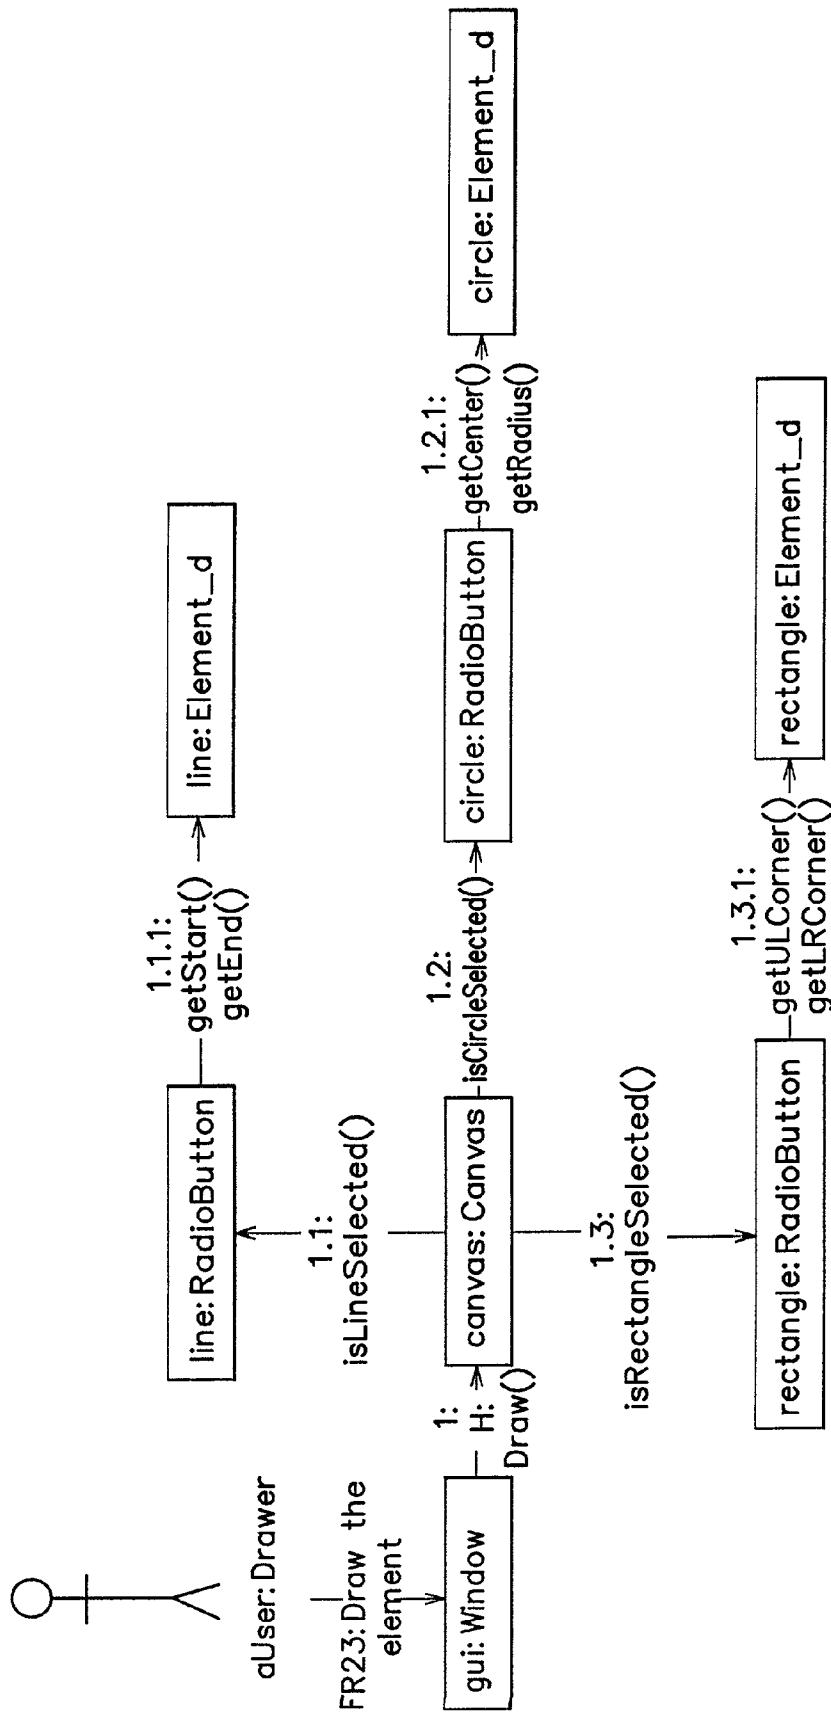 aUser:Drawer
FR23:Draw the
element
gui:Window
1:
H:
Draw()
line:RadioButton
1.1:
isLineSelected()
canvas:Canvas
1.3:
isRectangleSelected()
rectangle:RadioButton
1.1.1:
getStart()
getEnd()
line:Element_d
1.2:
isCircleSelected()
circle:RadioButton
1.2.1:
getCenter()
getRadius()
circle:Element_d
1.3.1:
getULCorner()
getLRCorner()
rectangle:Element_d